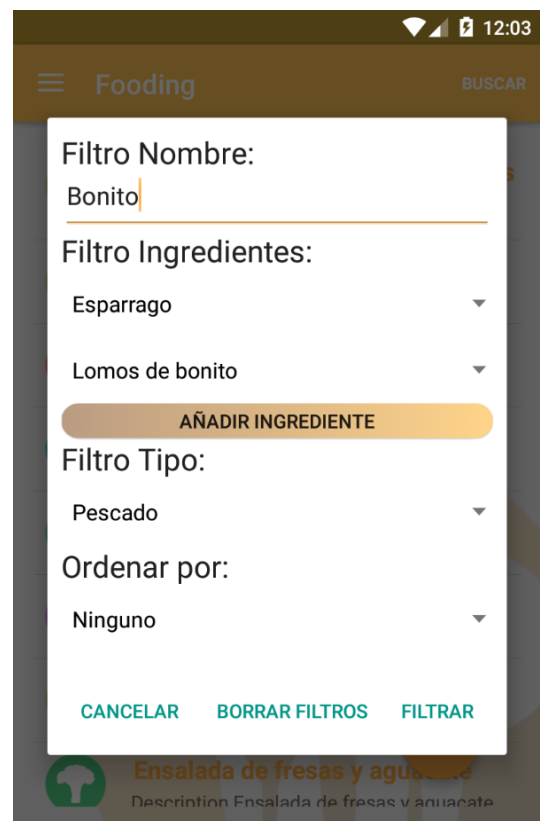 12:03
Fooding
BUSCAR
Filtro Nombre:
Bonito
Filtro Ingredientes:
Esparrago
Lomos de bonito
AÑADIR INGREDIENTE
Filtro Tipo:
Pescado
Ordenar por:
Ninguno
CANCELAR BORRAR FILTROS FILTRAR
Ensalada de fresas y aguacate
Description Ensalada de fresas y aguacate